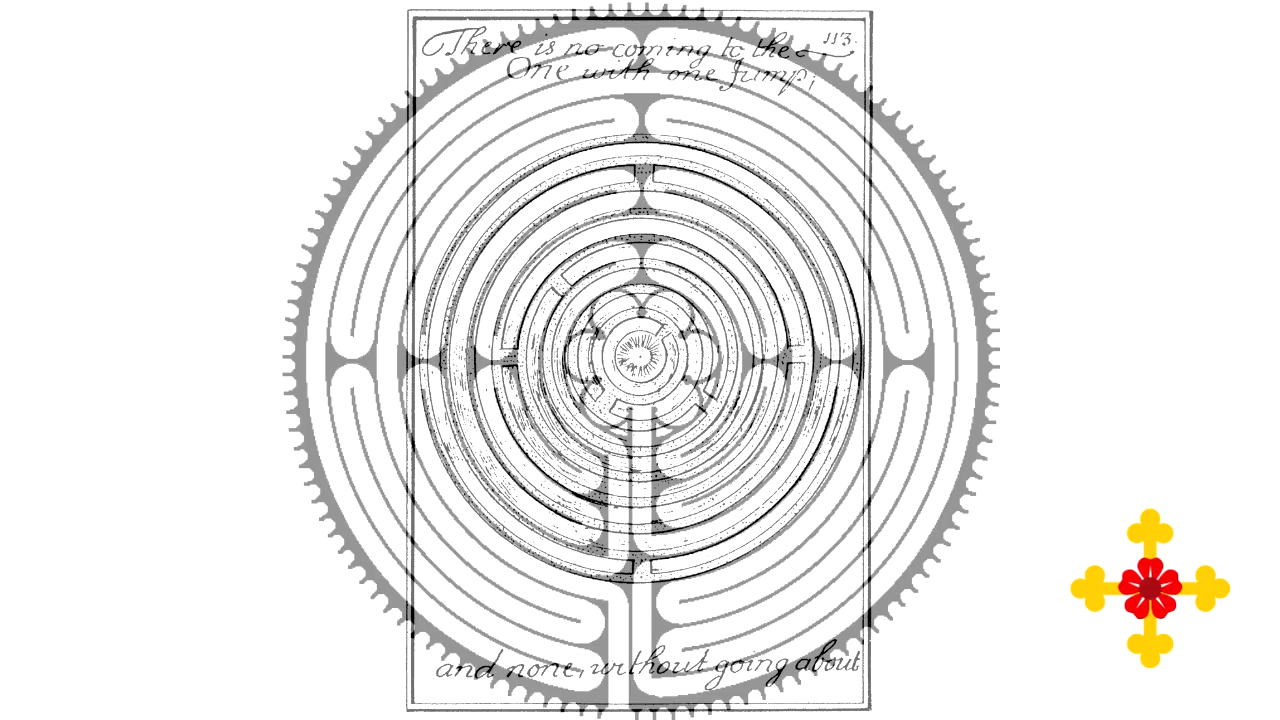 There is no coming to the 113.
One with one Jump;
and none, without going about